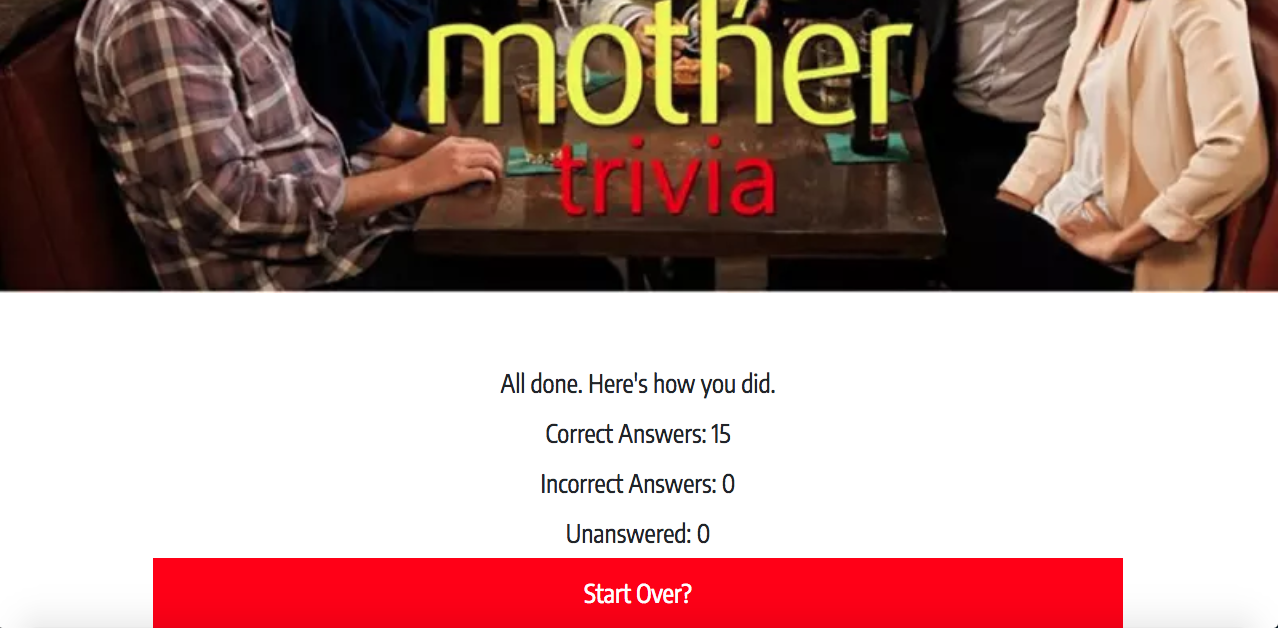 mother
trivia
All done. Here's how you did.
Correct Answers: 15
Incorrect Answers: 0
Unanswered: 0
Start Over?